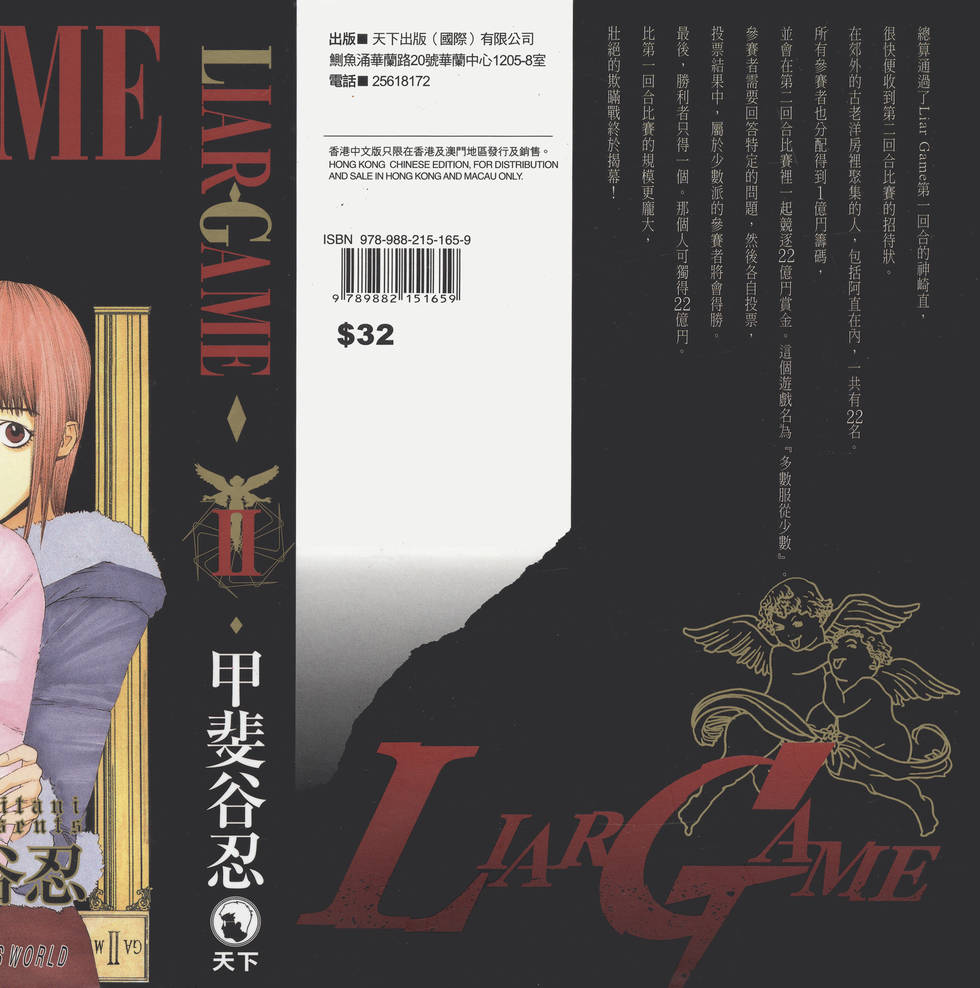 AME
itani
sents
谷忍
S WORLD
GA II M
LIAR GAME
II
甲斐谷忍
天下
出版■ 天下出版（國際）有限公司
鰂魚涌華蘭路20號華蘭中心1205-8室
電話■ 25618172
香港中文版只限在香港及澳門地區發行及銷售。
HONG KONG CHINESE EDITION, FOR DISTRIBUTION
AND SALE IN HONG KONG AND MACAU ONLY.
ISBN 978-988-215-165-9
9 789882 151659
$32
總算通過了Liar Game第一回合的神崎直，
很快便收到第二回合比賽的招待狀。
在郊外的古老洋房裡聚集的人，包括阿直在內，一共有22名。
所有參賽者也分配得到1億円籌碼，
並會在第二回合比賽裡一起競逐22億円賞金。這個遊戲名為『多數服從少數』。
參賽者需要回答特定的問題，然後各自投票，
投票結果中，屬於少數派的參賽者將會得勝。
最後，勝利者只得一個。那個人可獨得22億円。
比第一回合比賽的規模更龐大，
壯絕的欺瞞戰終於揭幕！
LIAR GAME